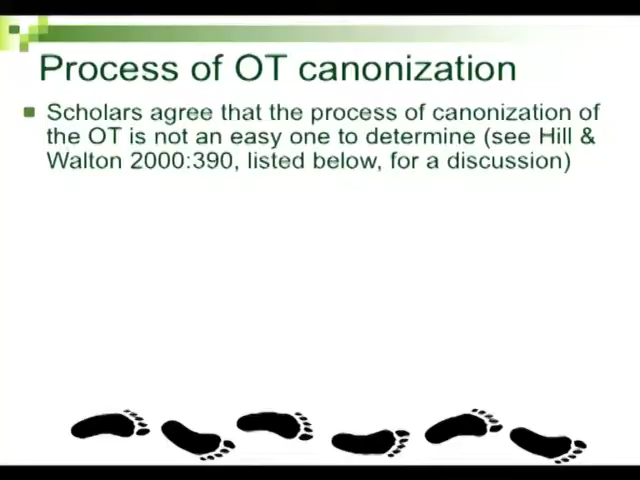 Process of OT canonization
Scholars agree that the process of canonization of
the OT is not an easy one to determine (see Hill &
Walton 2000:390, listed below, for a discussion)